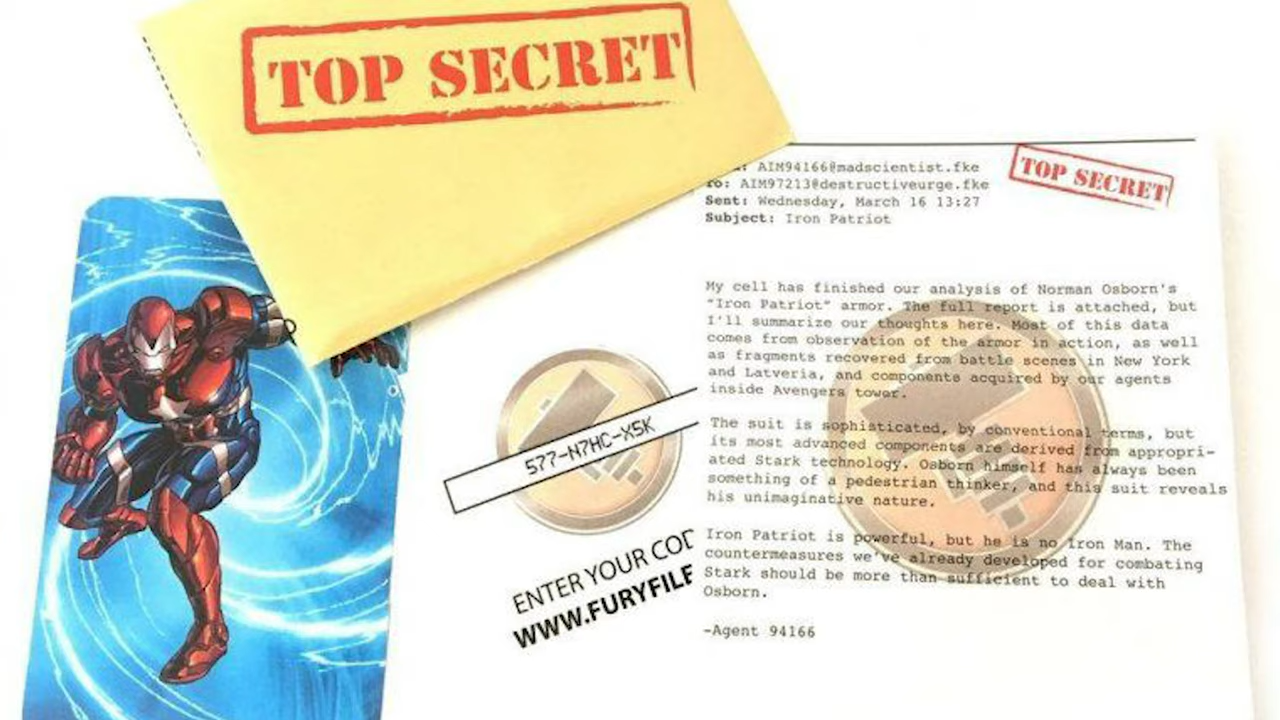 TOP SECRET
TOP SECRET
AIM94166@madscientist.fke
To: AIM97213@destructiveurge.fke
Sent: Wednesday, March 16 13:27
Subject: Iron Patriot
My cell has finished our analysis of Norman Osborn's
"Iron Patriot" armor. The full report is attached, but
I'll summarize our thoughts here. Most of this data
comes from observation of the armor in action, as well
as fragments recovered from battle scenes in New York
and Latveria, and components acquired by our agents
inside Avengers tower.
The suit is sophisticated, by conventional terms, but
its most advanced components are derived from appropri-
ated Stark technology. Osborn himself has always been
something of a pedestrian thinker, and this suit reveals
his unimaginative nature.
Iron Patriot is powerful, but he is no Iron Man. The
countermeasures we've already developed for combating
Stark should be more than sufficient to deal with
Osborn.
-Agent 94166
577-N7HC-X5K
ENTER YOUR COD
WWW.FURYFILE